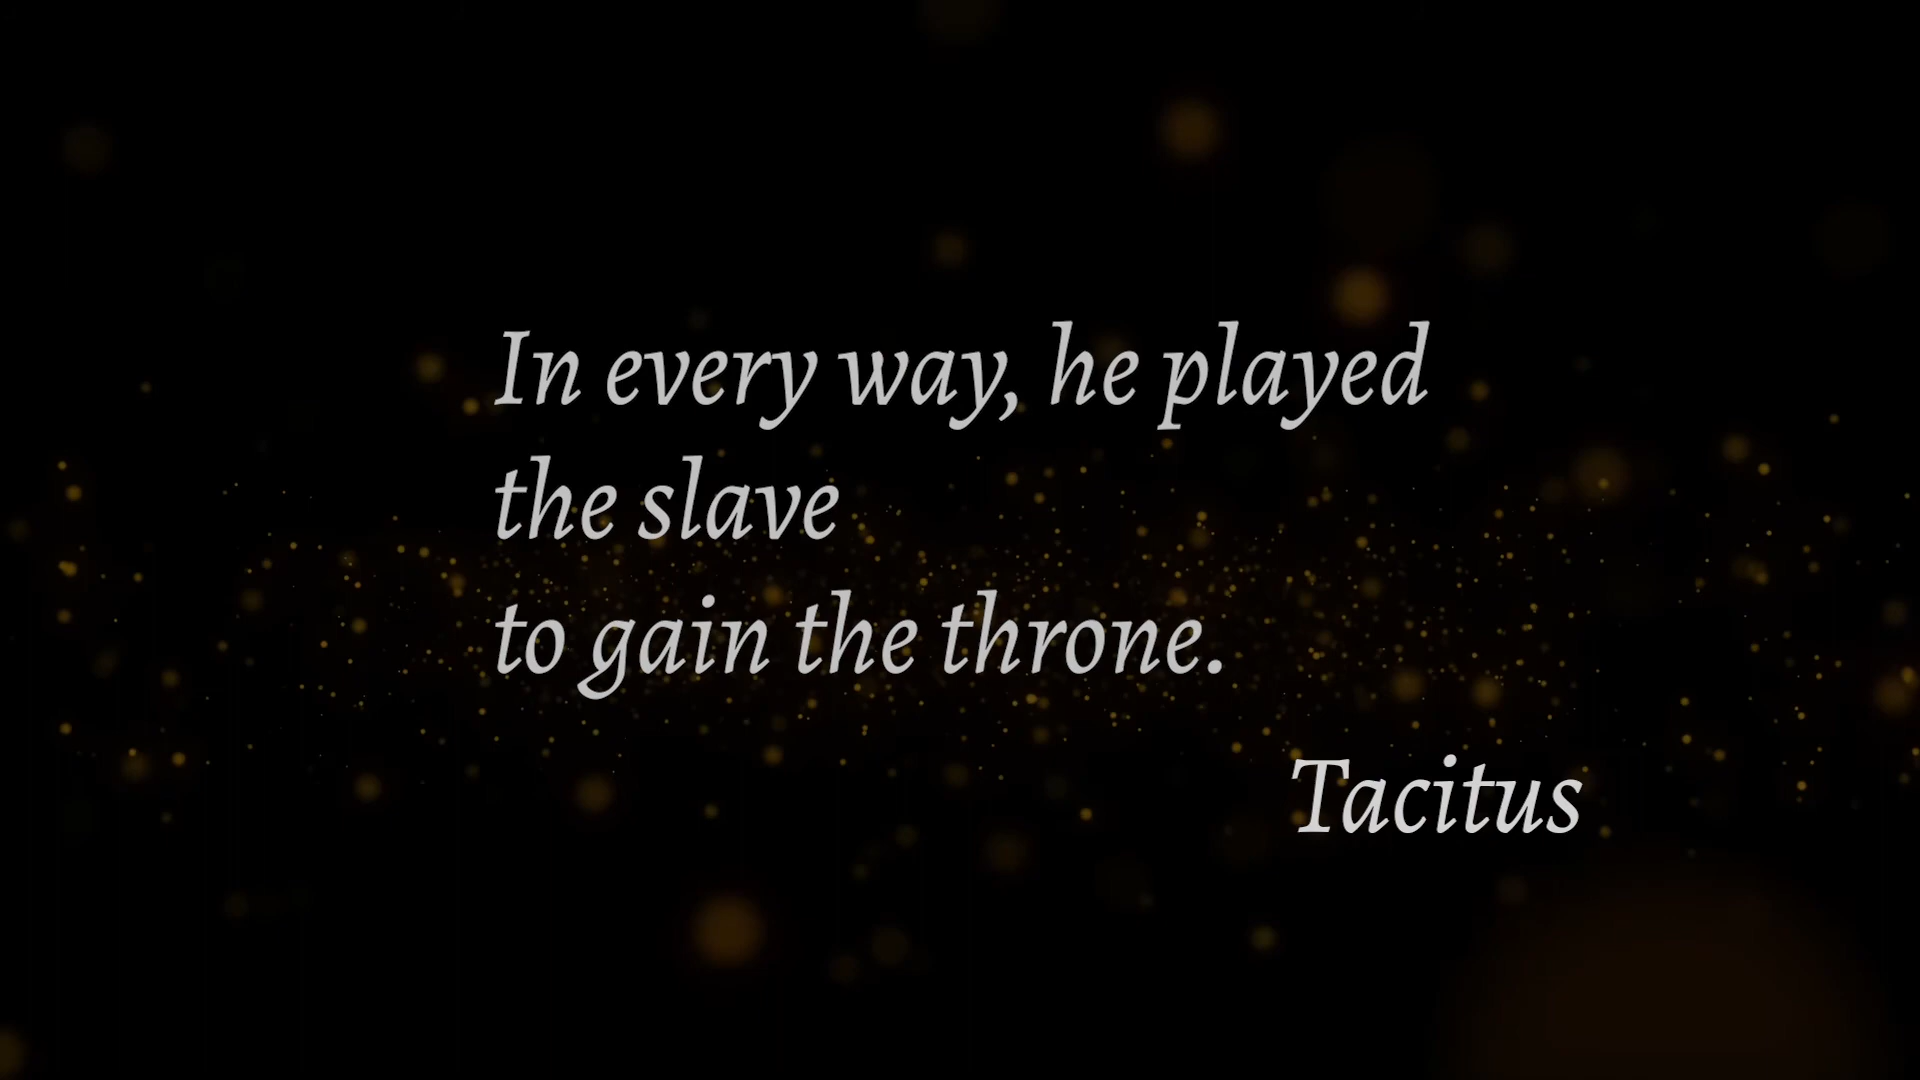 In every way, he played
the slave
to gain the throne.
Tacitus